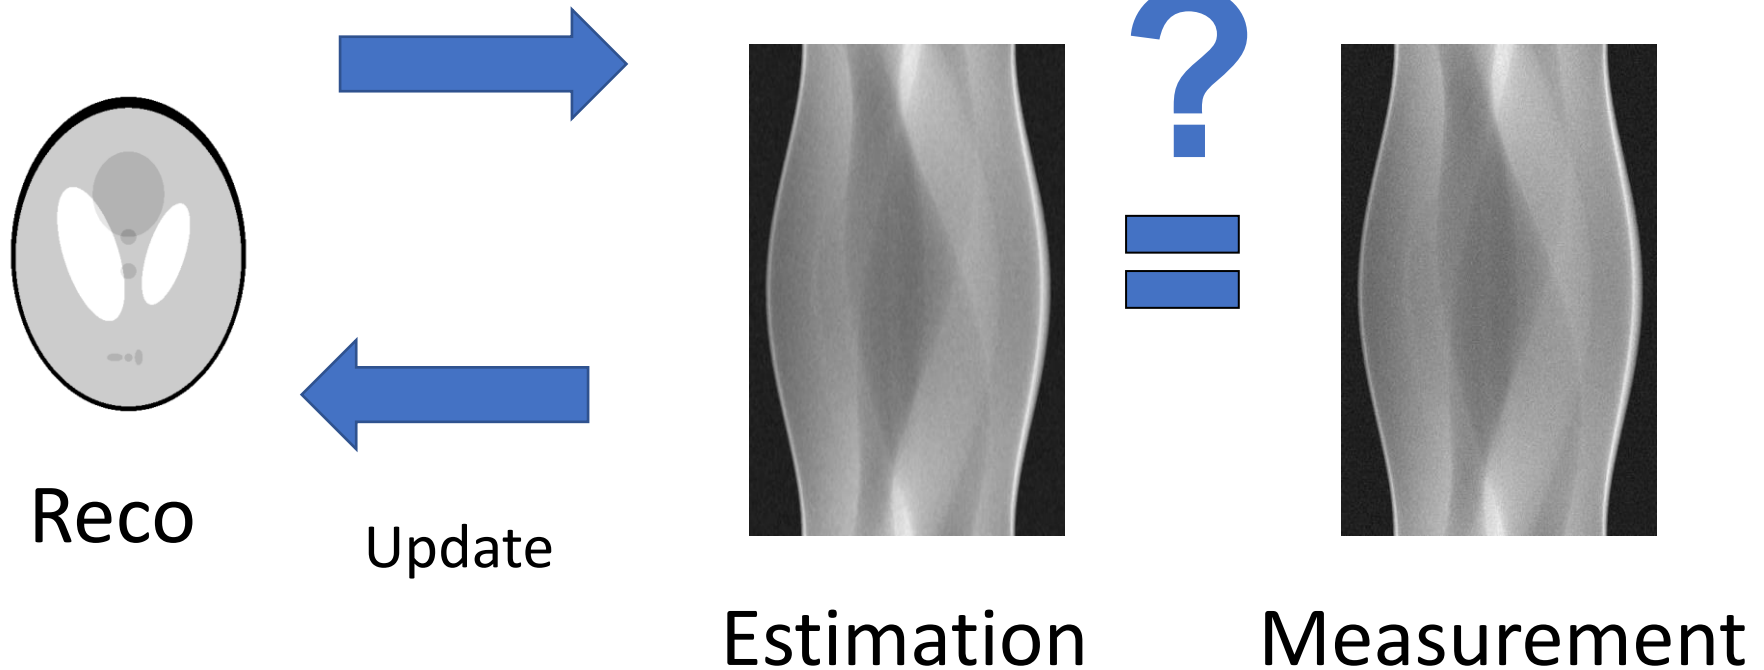 ?
Reco
Update
Estimation
Measurement